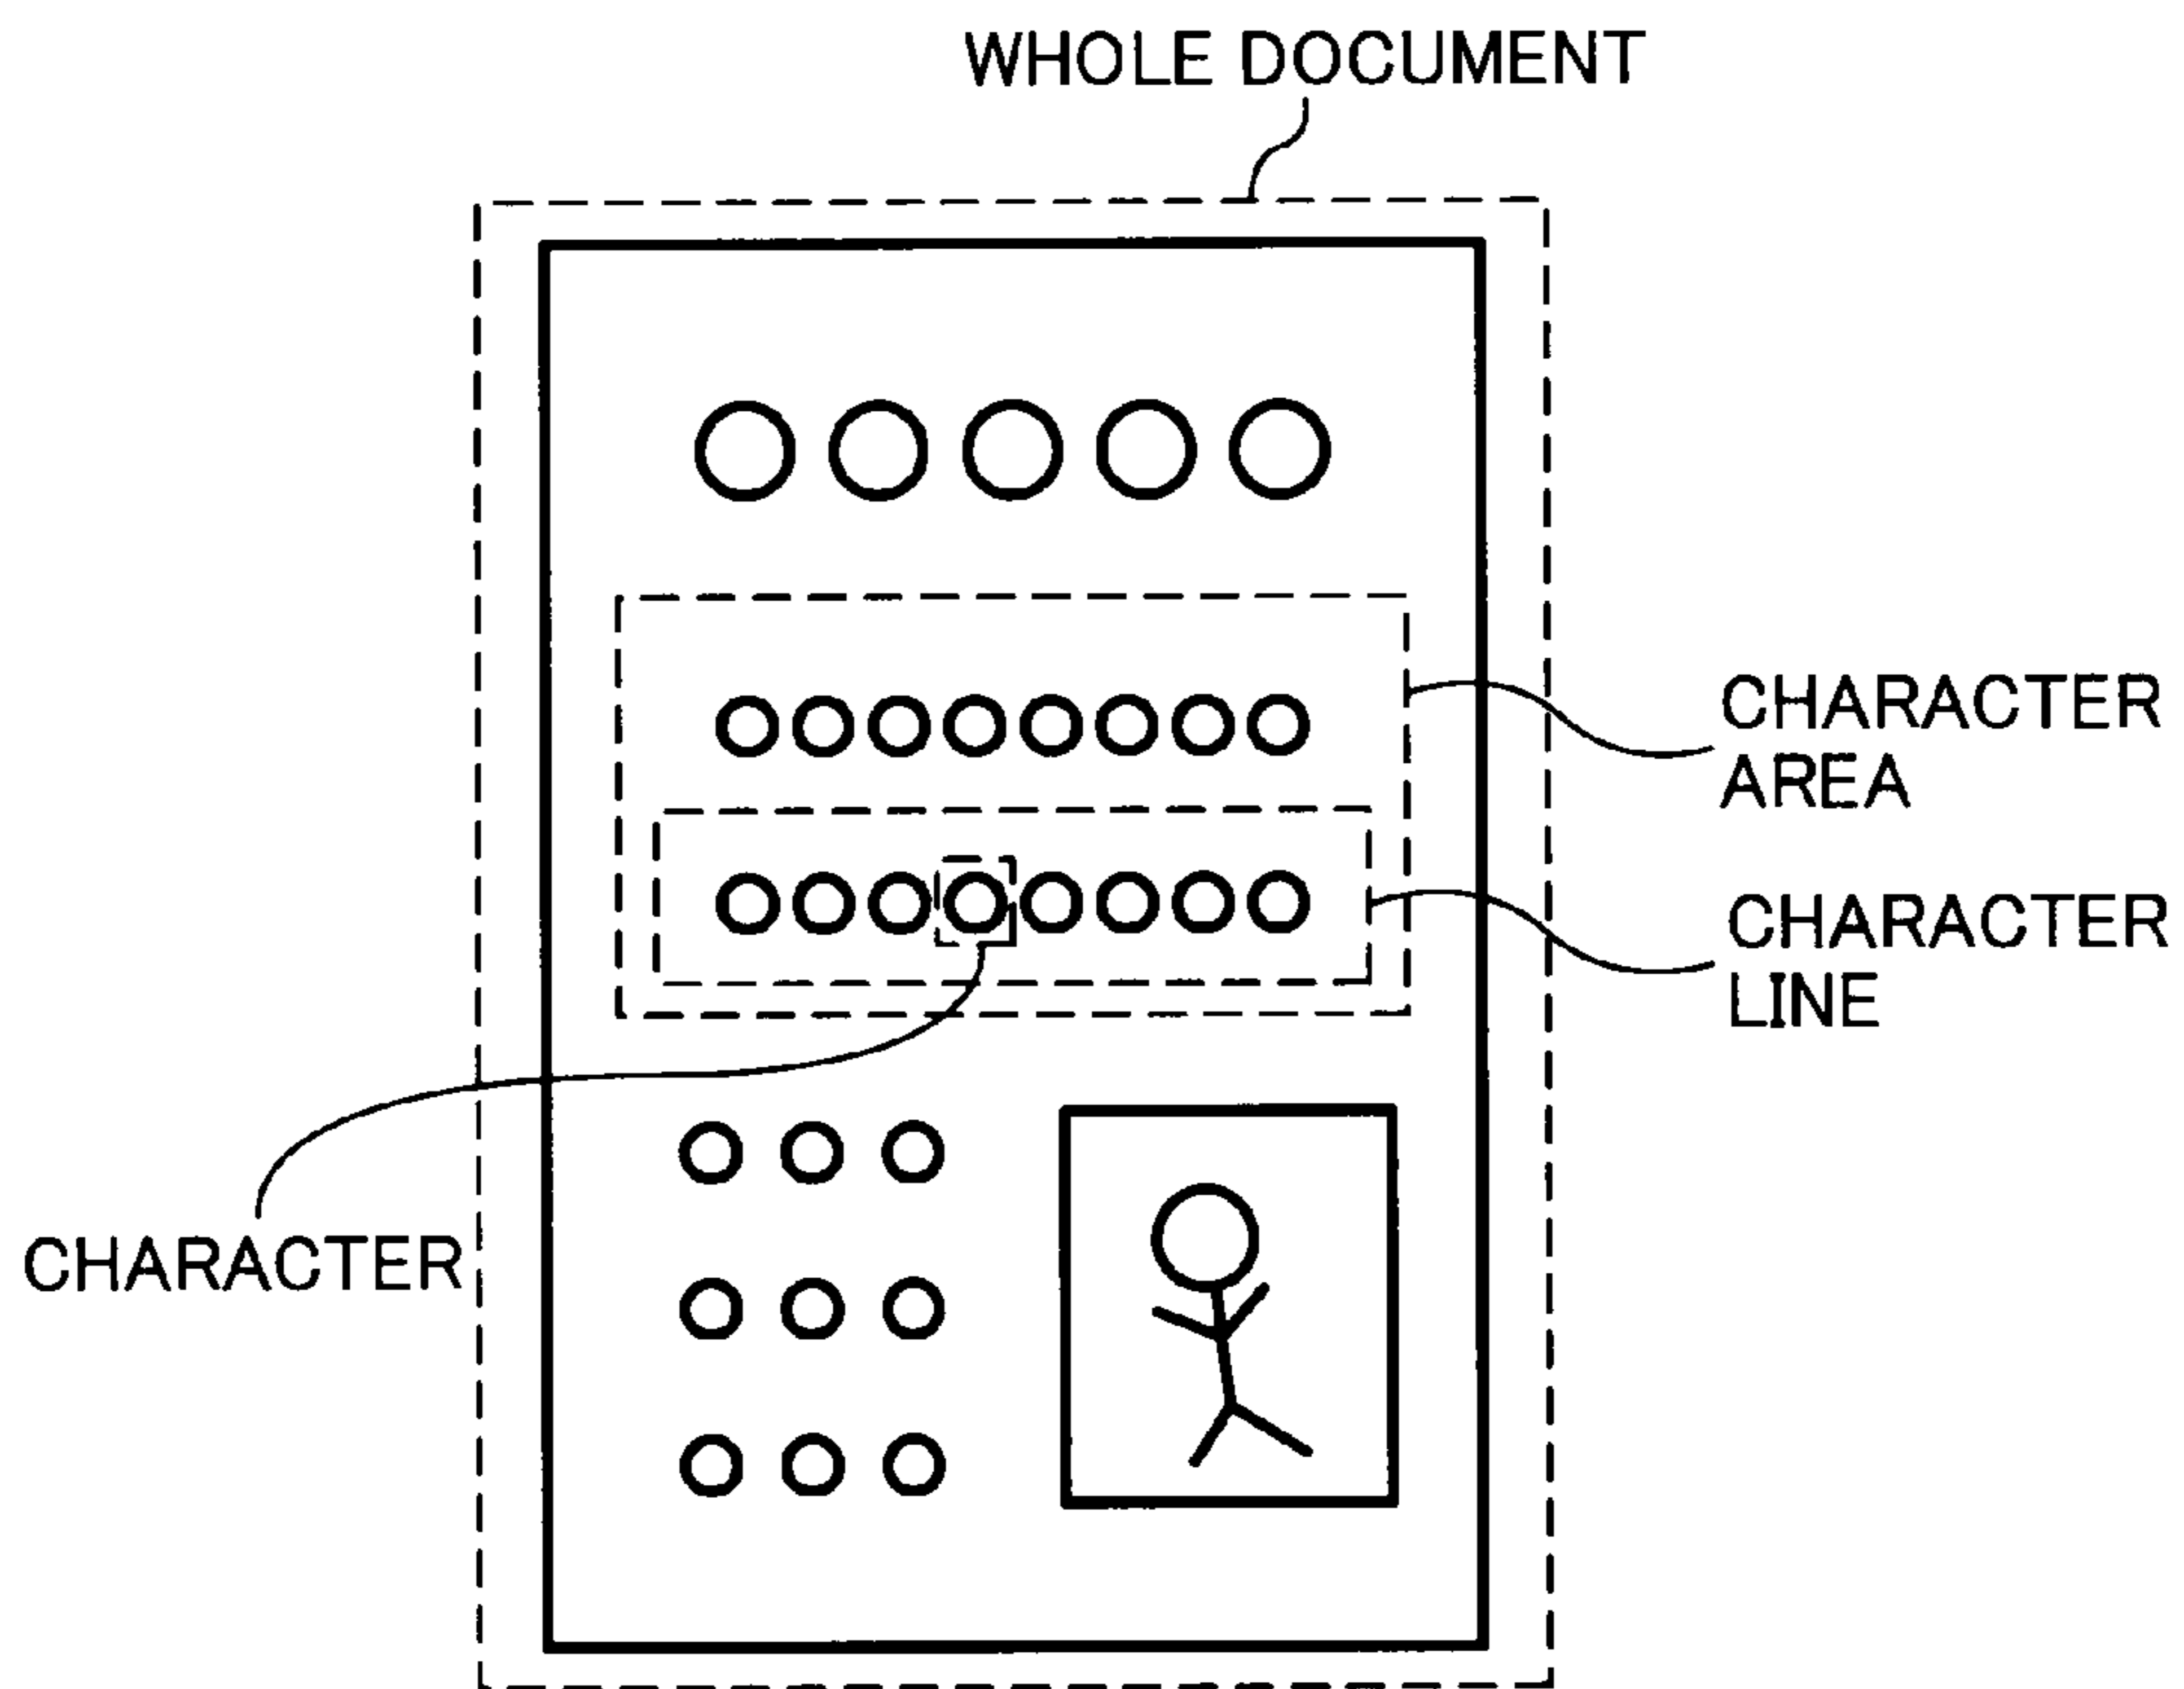 WHOLE DOCUMENT
CHARACTER
AREA
CHARACTER
LINE
CHARACTER